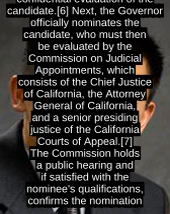 confidential evaluation of the
candidate.[6] Next, the Governor
officially nominates the
candidate, who must then
be evaluated by the
Commission on Judicial
Appointments, which
consists of the Chief Justice
of California, the Attorney
General of California,
and a senior presiding
justice of the California
Courts of Appeal.[7]
The Commission holds
a public hearing and
if satisfied with the
nominee's qualifications,
confirms the nomination